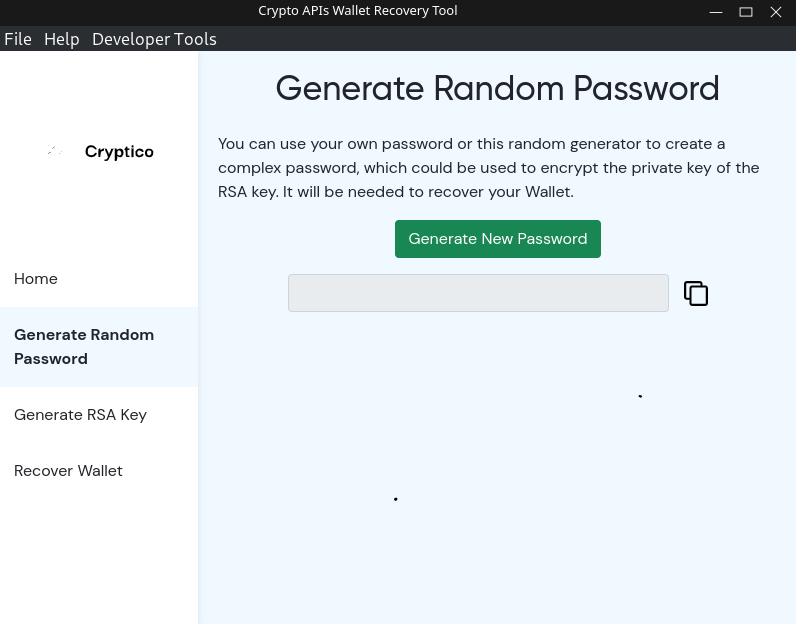 Crypto APIs Wallet Recovery Tool
File Help Developer Tools
Cryptico
Home
Generate Random
Password
Generate RSA Key
Recover Wallet
Generate Random Password
You can use your own password or this random generator to create a
complex password, which could be used to encrypt the private key of the
RSA key. It will be needed to recover your Wallet.
Generate New Password